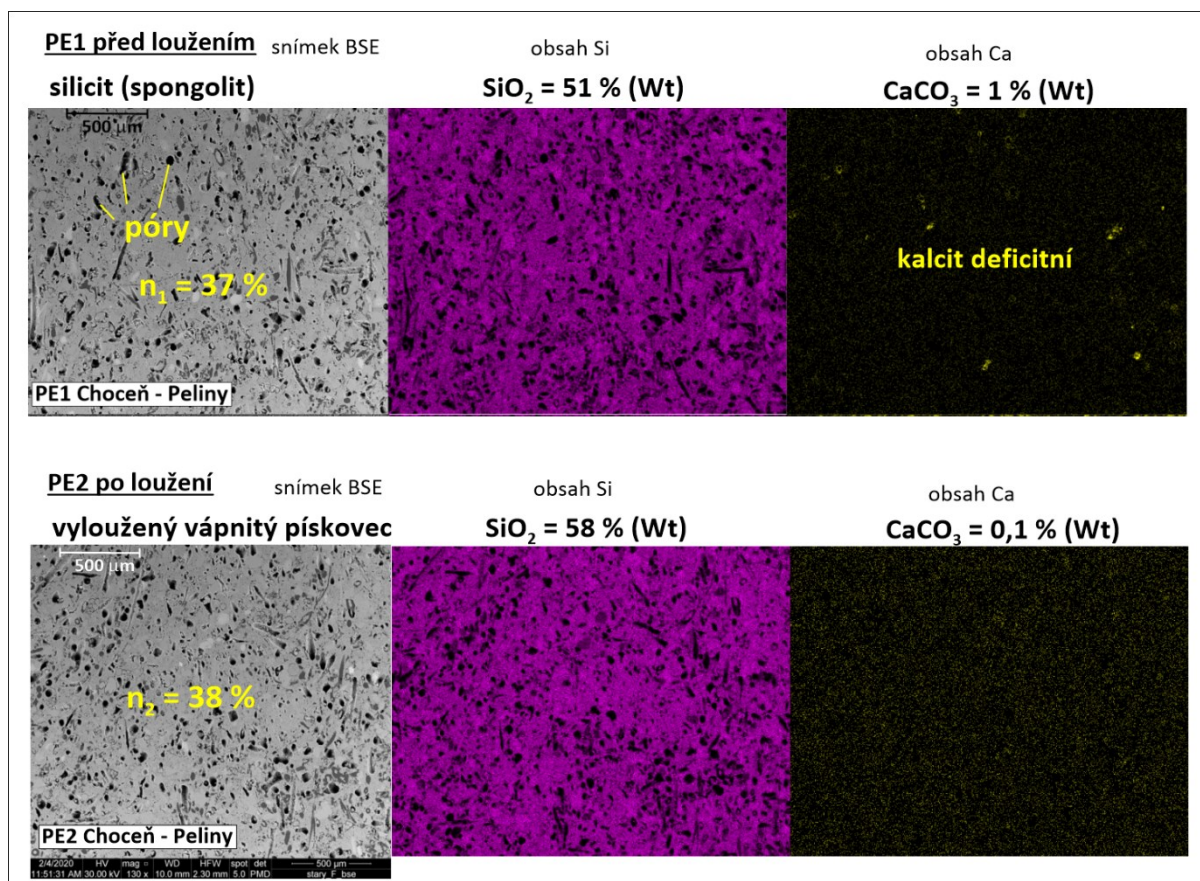 PE1 před loužením snímek BSE obsah Si obsah Ca
silicit (spongolit) SiO₂ = 51 % (Wt) CaCO₃ = 1 % (Wt)
500 µm
póry
kalcit deficitní
n₁ = 37 %
PE1 Choceň - Peliny
PE2 po loužení snímek BSE obsah Si obsah Ca
vyloužený vápnitý pískovec SiO₂ = 58 % (Wt) CaCO₃ = 0,1 % (Wt)
500 µm
n₂ = 38 %
PE2 Choceň - Peliny
2/4/2020 HV mag = WD HFW spot det 500 µm
11:51:31 AM 30.00 kV 130 x 10.0 mm 2.30 mm 5.0 PMD stary_F_bse